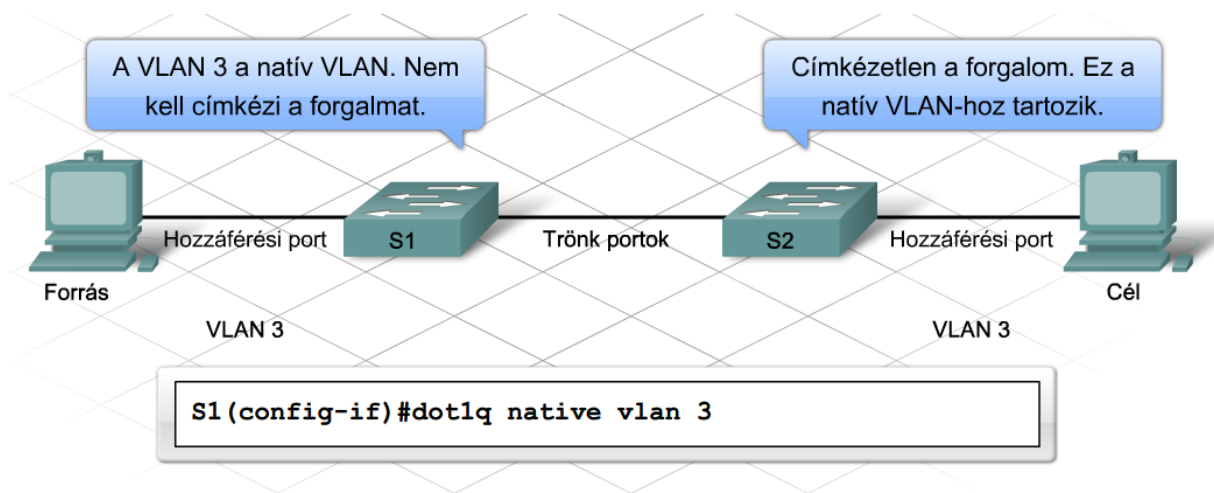 A VLAN 3 a natív VLAN. Nem
kell címkézi a forgalmat.
Címkézetlen a forgalom. Ez a
natív VLAN-hoz tartozik.
Hozzáférési port
S1
Trönk portok
S2
Hozzáférési port
Forrás
Cél
VLAN 3
VLAN 3
S1(config-if)#dot1q native vlan 3